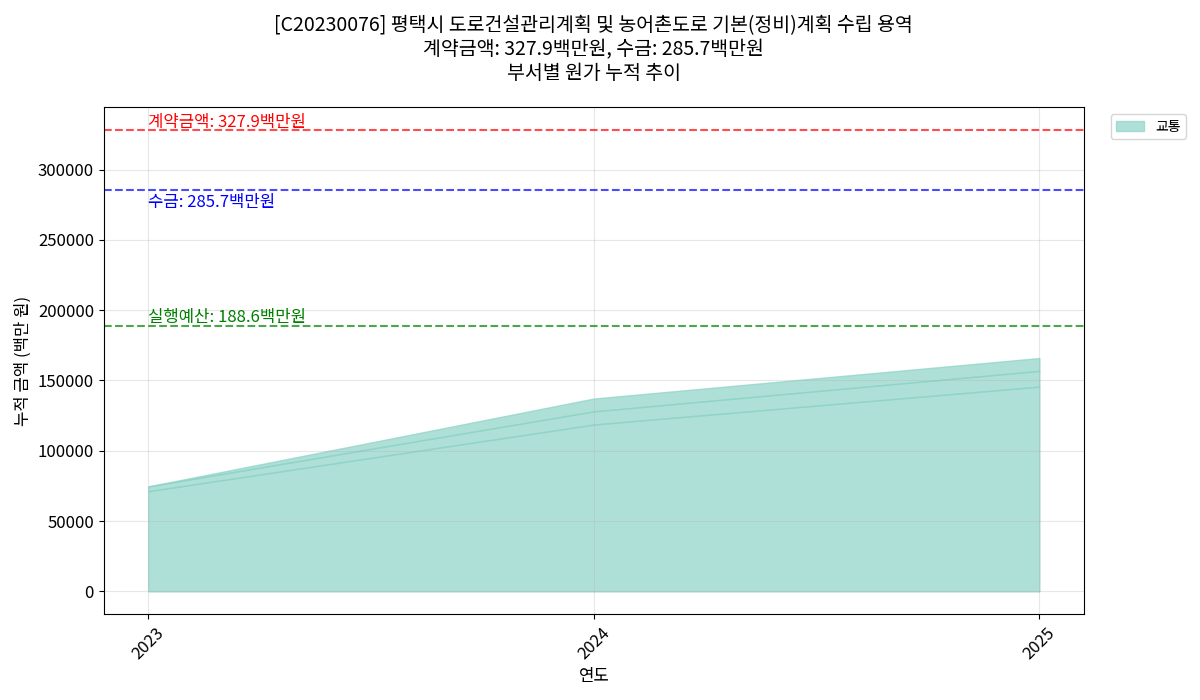 [C20230076] 평택시 도로건설관리계획 및 농어촌도로 기본(정비)계획 수립 용역
계약금액: 327.9백만원, 수금: 285.7백만원
부서별 원가 누적 추이
계약금액: 327.9백만원
교통
300000
수금: 285.7백만원
250000
200000
실행예산: 188.6백만원
150000
100000
50000
0
누적 금액 (백만 원)
2023
2024
2025
연도